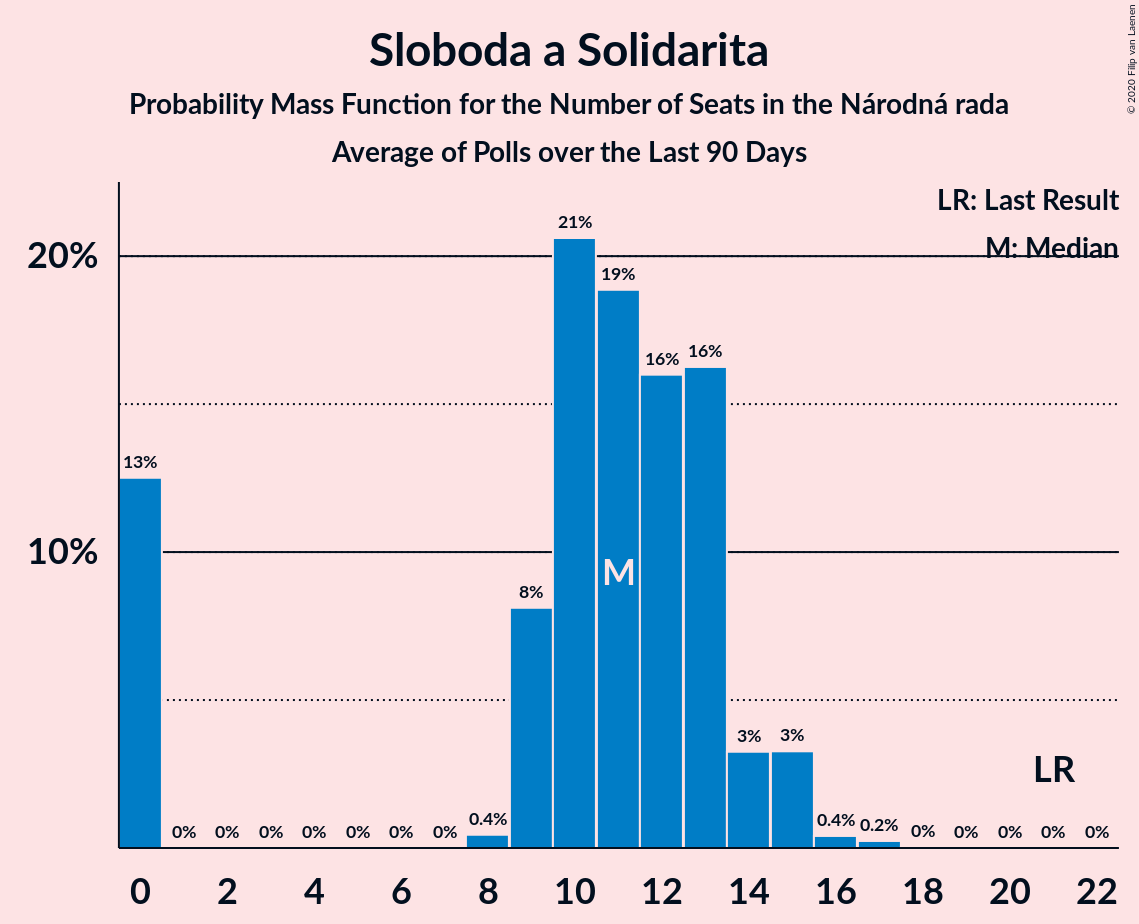 Sloboda a Solidarita
Probability Mass Function for the Number of Seats in the Národná rada
Average of Polls over the Last 90 Days
© 2020 Filip van Laenen
LR: Last Result
M: Median
20%
10%
13%
0%
0%
0%
0%
0%
0%
0%
0.4%
8%
21%
19%
16%
16%
3%
3%
0.4%
0.2%
0%
0%
0%
0%
0%
M
LR
0 2 4 6 8 10 12 14 16 18 20 22